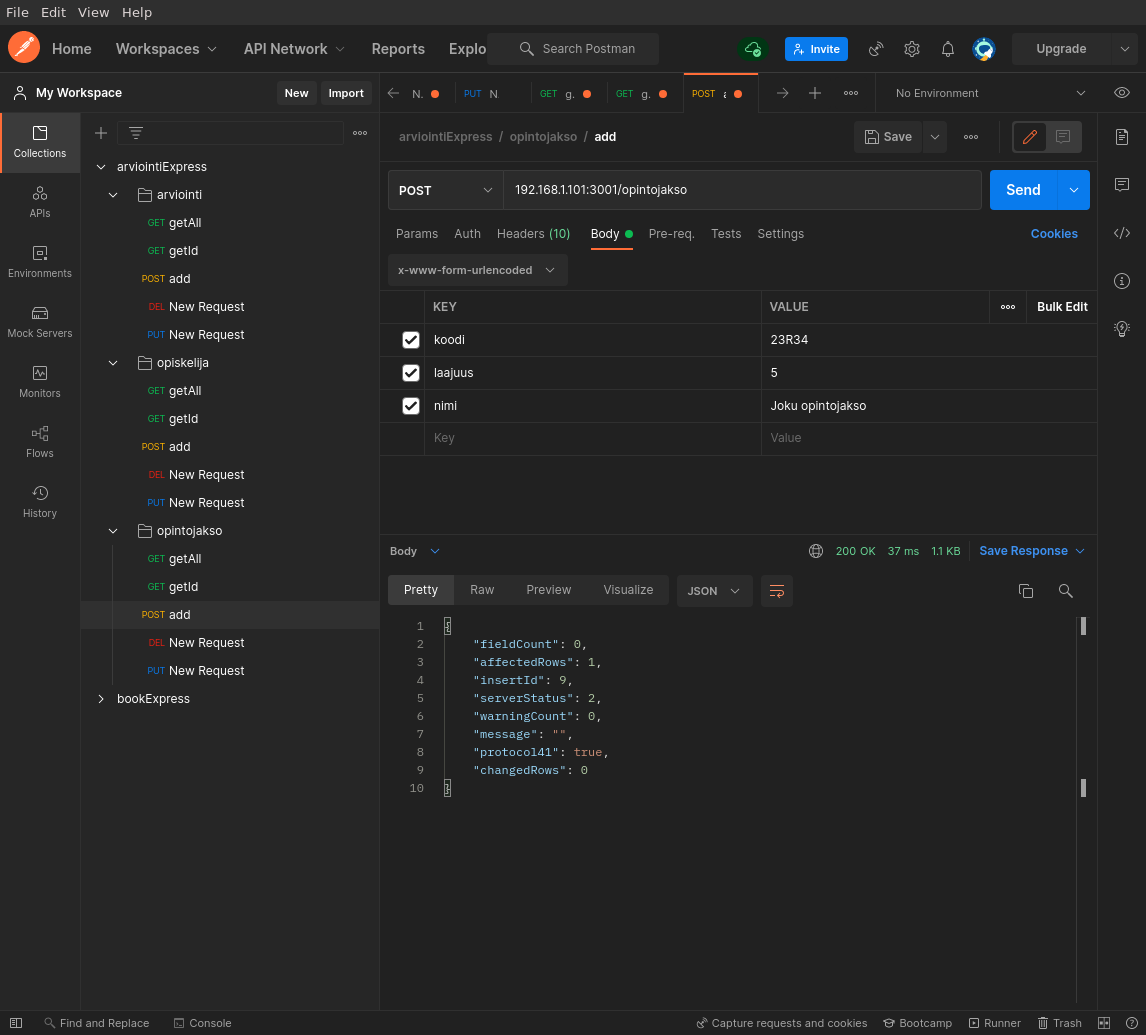 File Edit View Help
Home Workspaces API Network Reports Explo Search Postman Invite Upgrade
My Workspace New Import
N. PUT N. GET g. GET g. POST No Environment
Collections
APIs
Environments
Mock Servers
Monitors
Flows
History
arviointiExpress
arviointi
GET getAll
GET getId
POST add
DEL New Request
PUT New Request
opiskelija
GET getAll
GET getId
POST add
DEL New Request
PUT New Request
opintojakso
GET getAll
GET getId
POST add
DEL New Request
PUT New Request
bookExpress
arviointiExpress / opintojakso / add Save
POST 192.168.1.101:3001/opintojakso Send
Params Auth Headers (10) Body Pre-req. Tests Settings Cookies
x-www-form-urlencoded
KEY VALUE Bulk Edit
koodi 23R34
laajuus 5
nimi Joku opintojakso
Key Value
Body 200 OK 37 ms 1.1 KB Save Response
Pretty Raw Preview Visualize JSON
1 {
2 "fieldCount": 0,
3 "affectedRows": 1,
4 "insertId": 9,
5 "serverStatus": 2,
6 "warningCount": 0,
7 "message": "",
8 "protocol41": true,
9 "changedRows": 0
10 }
Find and Replace Console Capture requests and cookies Bootcamp Runner Trash